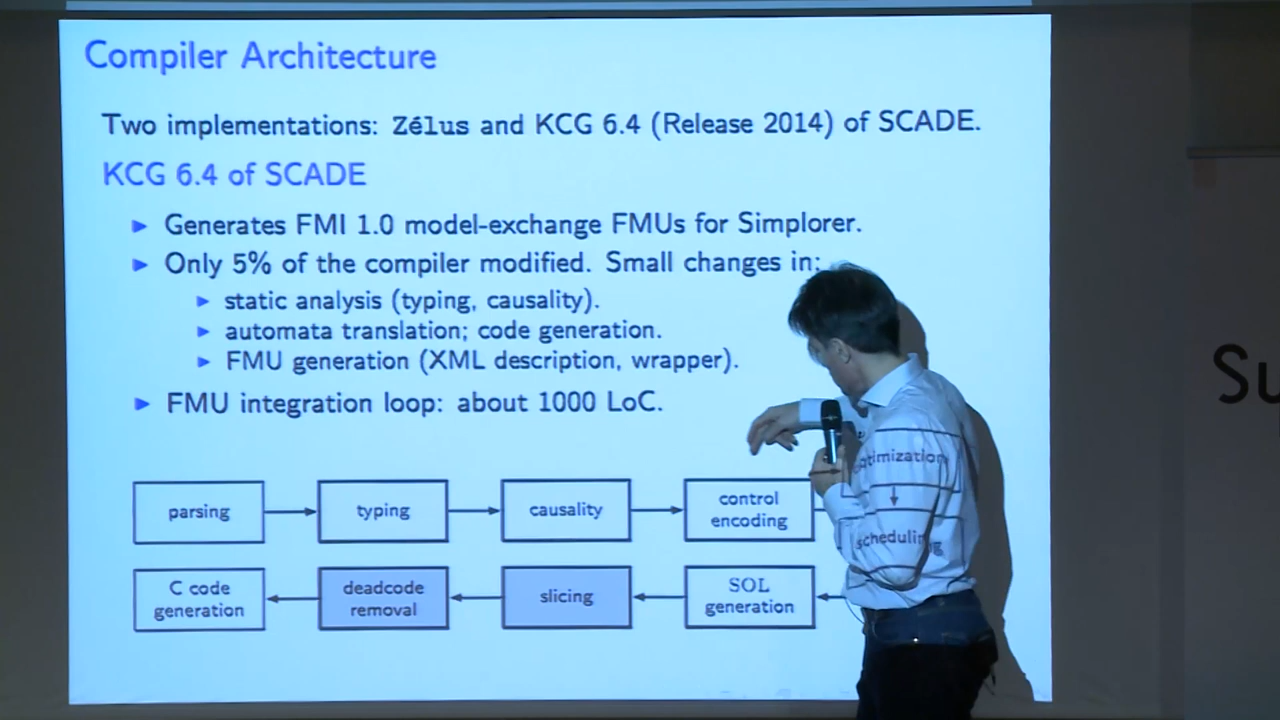 Compiler Architecture
Two implementations: Zélus and KCG 6.4 (Release 2014) of SCADE.
KCG 6.4 of SCADE
Generates FMI 1.0 model-exchange FMUs for Simplorer.
Only 5% of the compiler modified. Small changes in:
static analysis (typing, causality).
automata translation; code generation.
FMU generation (XML description, wrapper).
FMU integration loop: about 1000 LoC.
parsing
typing
causality
control
encoding
optimization
scheduling
C code
generation
deadcode
removal
slicing
SOL
generation
Su